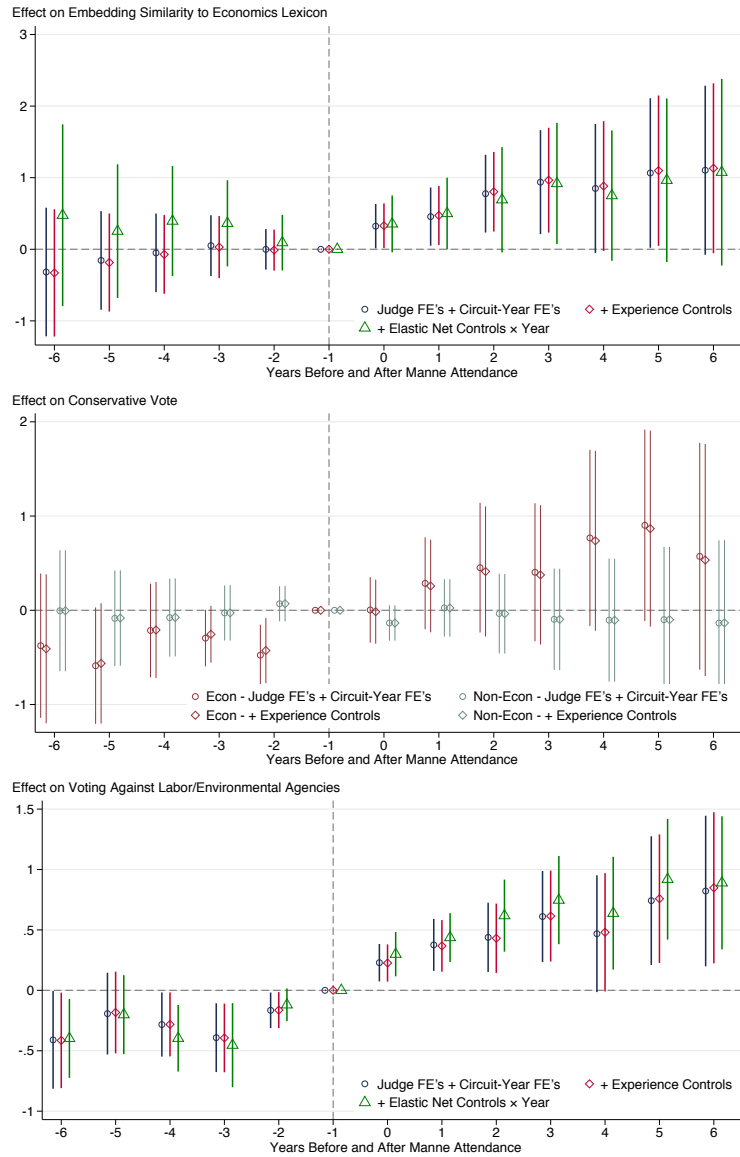 Effect on Embedding Similarity to Economics Lexicon
3
2
1
0
-1
Judge FE's + Circuit-Year FE's
+ Experience Controls
+ Elastic Net Controls × Year
-6 -5 -4 -3 -2 -1 0 1 2 3 4 5 6
Years Before and After Manne Attendance
Effect on Conservative Vote
2
1
0
-1
Econ - Judge FE's + Circuit-Year FE's
Non-Econ - Judge FE's + Circuit-Year FE's
Econ - + Experience Controls
Non-Econ - + Experience Controls
-6 -5 -4 -3 -2 -1 0 1 2 3 4 5 6
Years Before and After Manne Attendance
Effect on Voting Against Labor/Environmental Agencies
1.5
1
.5
0
-.5
-1
Judge FE's + Circuit-Year FE's
+ Experience Controls
+ Elastic Net Controls × Year
-6 -5 -4 -3 -2 -1 0 1 2 3 4 5 6
Years Before and After Manne Attendance